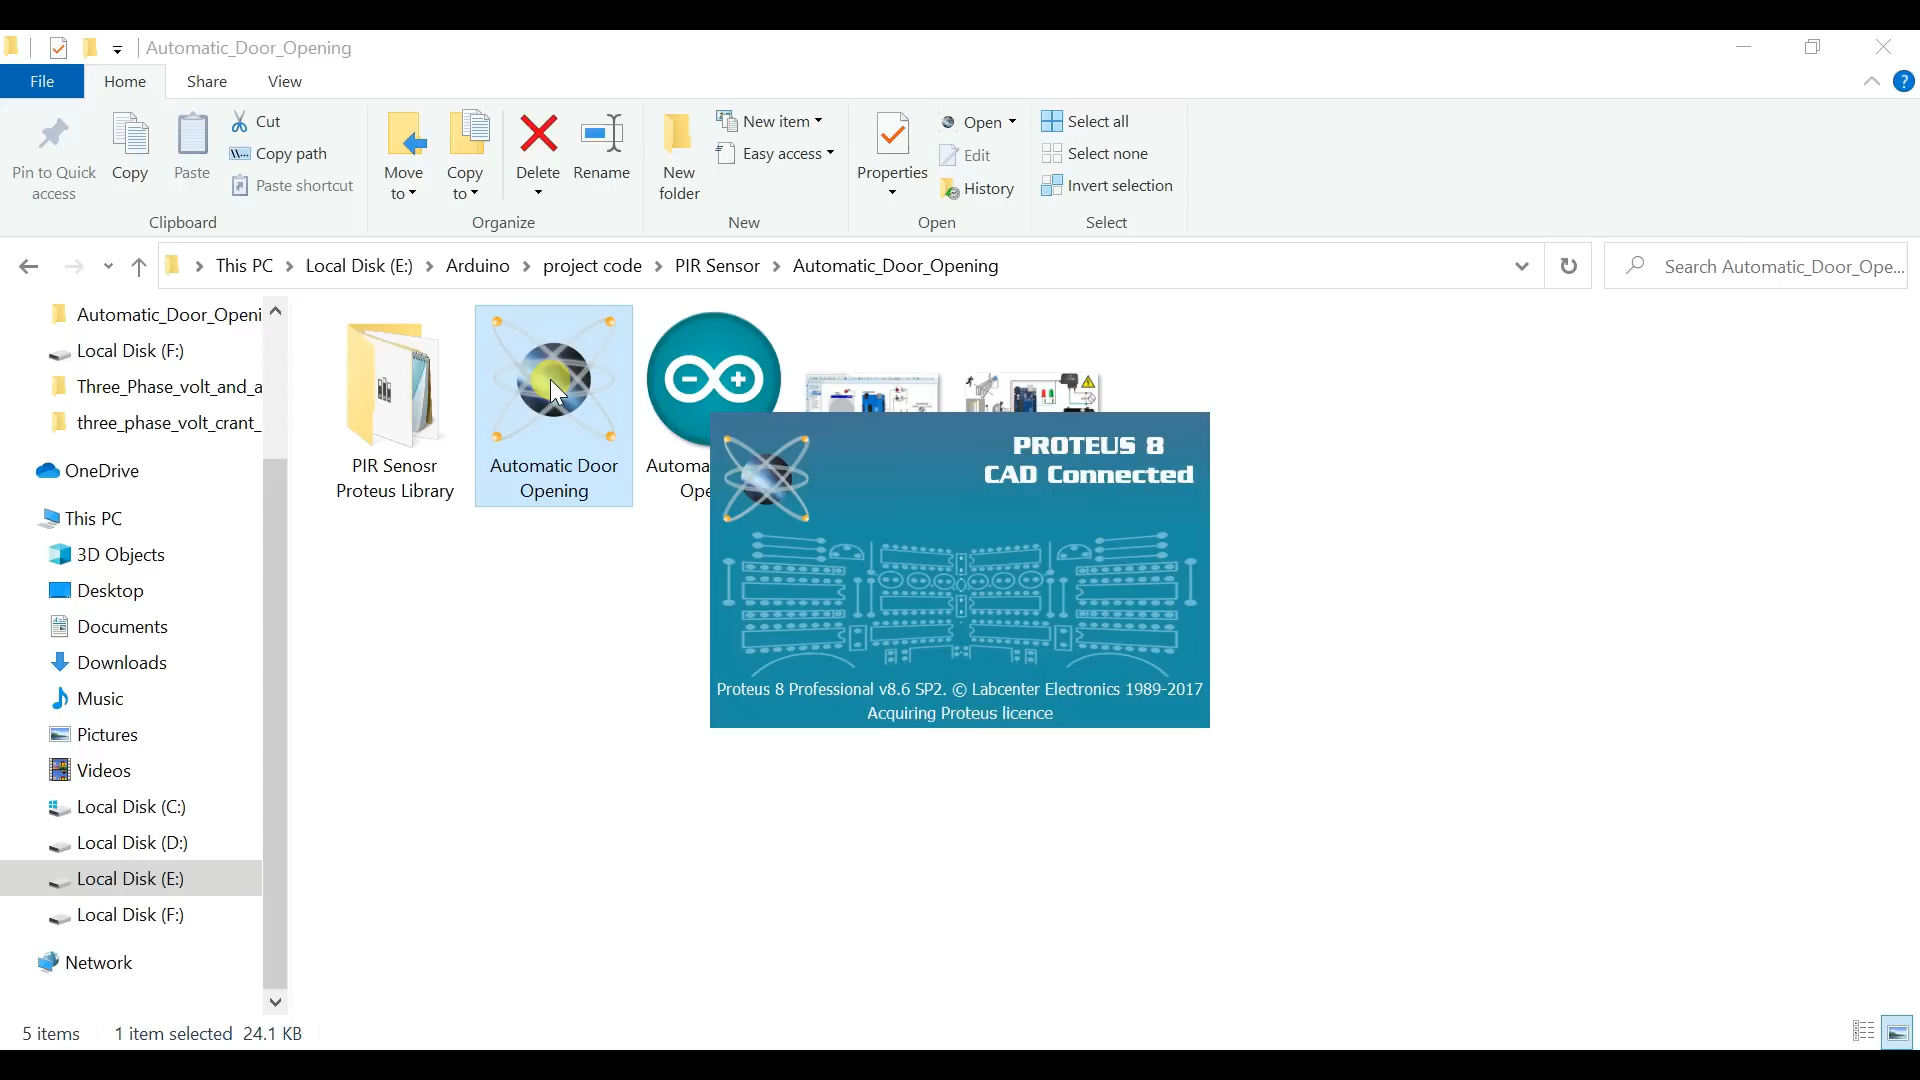 Automatic_Door_Opening
File
Home
Share
View
Pin to Quick
access
Copy
Paste
Cut
Copy path
Paste shortcut
Clipboard
Move
to
Copy
to
Delete
Rename
Organize
New
folder
New item
Easy access
New
Properties
Open
Edit
History
Open
Select all
Select none
Invert selection
Select
This PC
Local Disk (E:)
Arduino
project code
PIR Sensor
Automatic_Door_Opening
Search Automatic_Door_Ope...
Automatic_Door_Openi
Local Disk (F:)
Three_Phase_volt_and_a
three_phase_volt_crant_
OneDrive
This PC
3D Objects
Desktop
Documents
Downloads
Music
Pictures
Videos
Local Disk (C:)
Local Disk (D:)
Local Disk (E:)
Local Disk (F:)
Network
PIR Senosr
Proteus Library
Automatic Door
Opening
Automa
Ope
PROTEUS 8
CAD Connected
Proteus 8 Professional v8.6 SP2. © Labcenter Electronics 1989-2017
Acquiring Proteus licence
5 items
1 item selected 24.1 KB